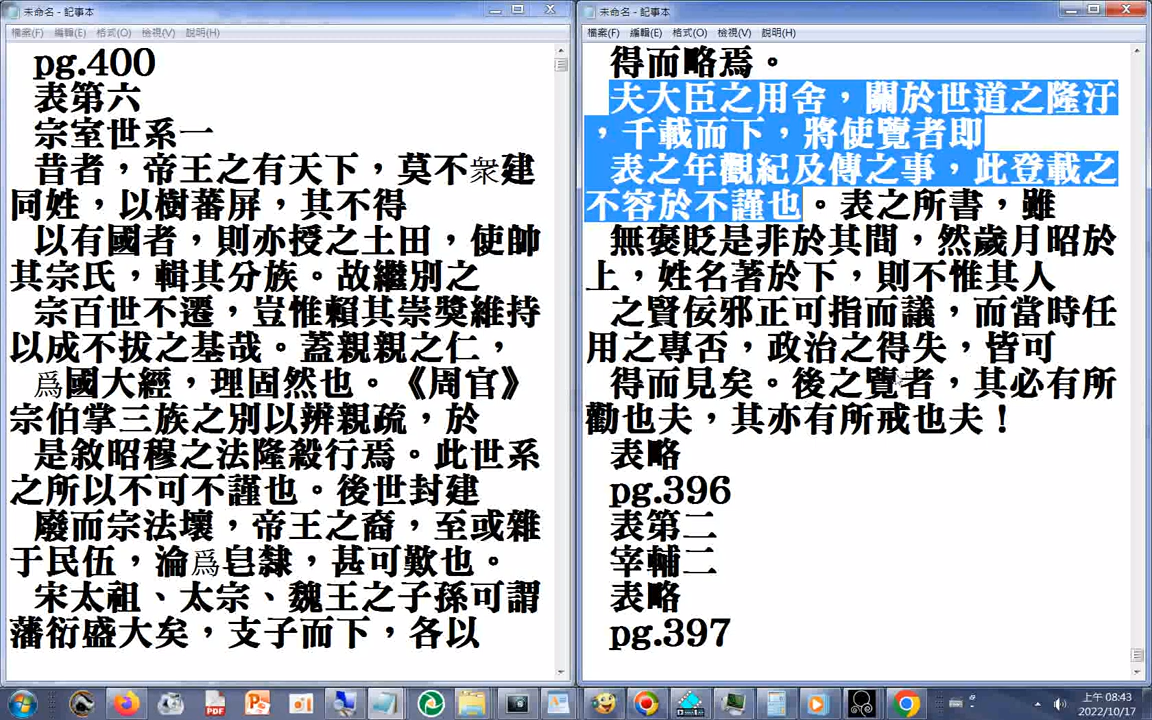 未命名 - 記事本
檔案(F) 編輯(E) 格式(O) 檢視(V) 說明(H)
pg.400
表第六
宗室世系一
昔者，帝王之有天下，莫不衆建
同姓，以樹蕃屏，其不得
以有國者，則亦授之土田，使帥
其宗氏，輯其分族。故繼別之
宗百世不遷，豈惟賴其崇獎維持
以成不拔之基哉。蓋親親之仁，
爲國大經，理固然也。《周官》
宗伯掌三族之別以辨親疏，於
是敘昭穆之法隆殺行焉。此世系
之所以不可不謹也。後世封建
廢而宗法壞，帝王之裔，至或雜
于民伍，淪爲皂隸，甚可歎也。
宋太祖、太宗、魏王之子孫可謂
藩衍盛大矣，支子而下，各以
未命名 - 記事本
檔案(F) 編輯(E) 格式(O) 檢視(V) 說明(H)
得而略焉。
夫大臣之用舍，關於世道之隆汙
，千載而下，將使覽者即
表之年觀紀及傳之事，此登載之
不容於不謹也。表之所書，雖
無褒貶是非於其間，然歲月昭於
上，姓名著於下，則不惟其人
之賢佞邪正可指而議，而當時任
用之專否，政治之得失，皆可
得而見矣。後之覽者，其必有所
勸也夫，其亦有所戒也夫！
表略
pg.396
表第二
宰輔二
表略
pg.397
上午 08:43
2022/10/17